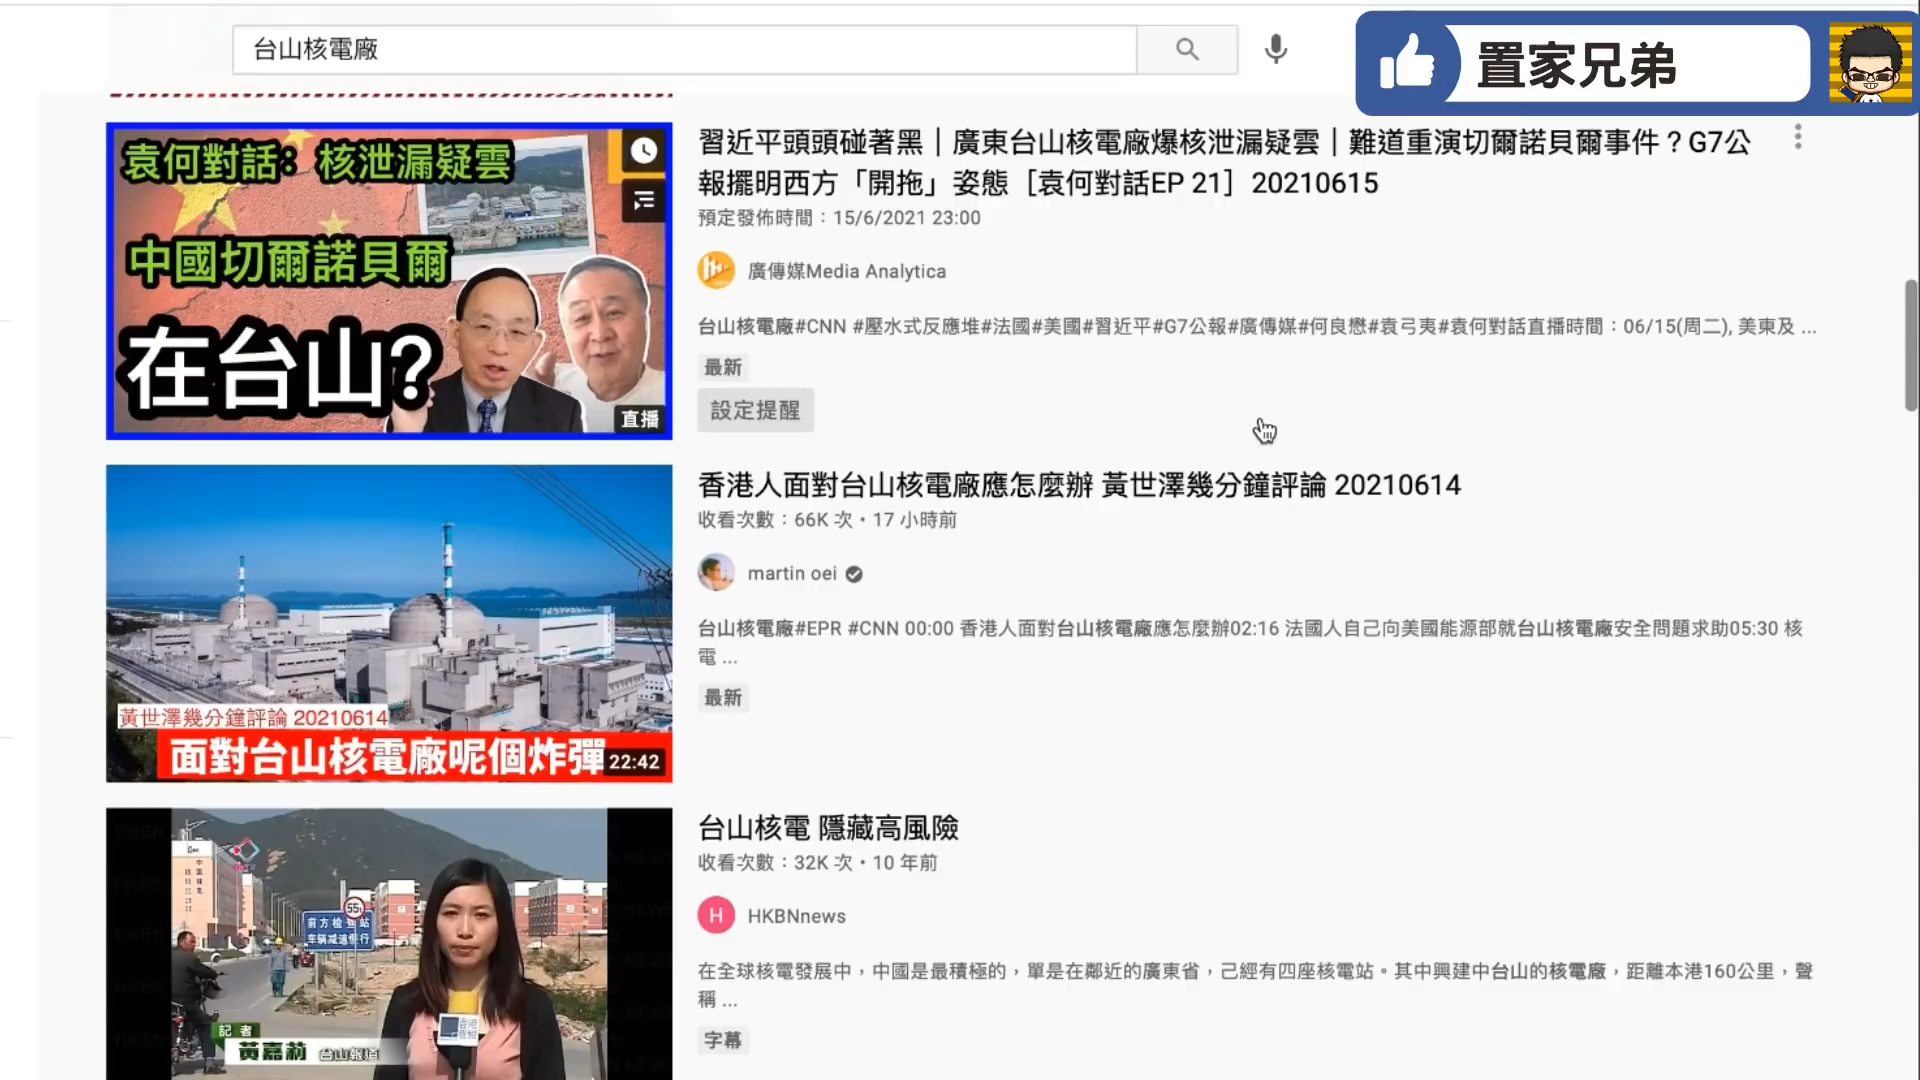 台山核電廠
置家兄弟
袁何對話：核泄漏疑雲
中國切爾諾貝爾
在台山?
直播
習近平頭頭碰著黑｜廣東台山核電廠爆核泄漏疑雲｜難道重演切爾諾貝爾事件？G7公
報擺明西方「開拖」姿態［袁何對話EP 21］20210615
預定發佈時間：15/6/2021 23:00
廣傳媒Media Analytica
台山核電廠#CNN #壓水式反應堆#法國#美國#習近平#G7公報#廣傳媒#何良懋#袁弓夷#袁何對話直播時間：06/15(周二), 美東及 ...
最新
設定提醒
黃世澤幾分鐘評論 20210614
面對台山核電廠呢個炸彈
22:42
香港人面對台山核電廠應怎麼辦 黃世澤幾分鐘評論 20210614
收看次數：66K 次 • 17 小時前
martin oei
台山核電廠#EPR #CNN 00:00 香港人面對台山核電廠應怎麼辦02:16 法國人自己向美國能源部就台山核電廠安全問題求助05:30 核
電 ...
最新
55
前方檢查站
车辆减速慢行
記者
黃嘉莉 台山報道
台山核電 隱藏高風險
收看次數：32K 次 • 10 年前
H HKBNnews
在全球核電發展中，中國是最積極的，單是在鄰近的廣東省，己經有四座核電站。其中興建中台山的核電廠，距離本港160公里，聲
稱 ...
字幕